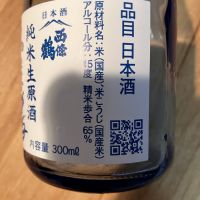 日本酒
西條鶴
純米生原酒
内容量 300ml
品目 日本酒
原材料名：米（国産）、米こうじ（国産米）
アルコール分：15度 精米歩合 65%